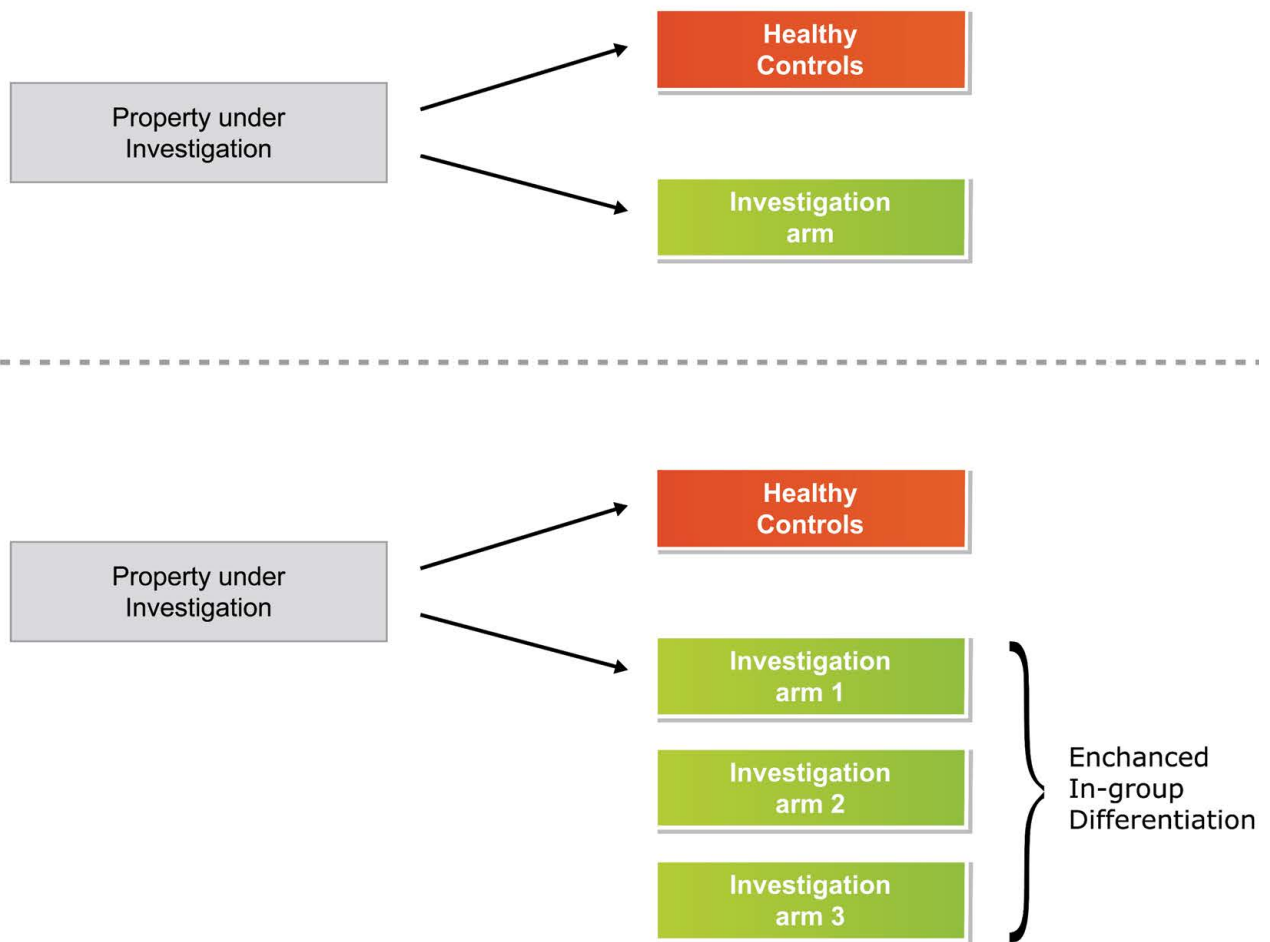 Healthy
Controls
Property under
Investigation
Investigation
arm
Healthy
Controls
Property under
Investigation
Investigation
arm 1
Investigation
arm 2
Enchanced
In-group
Differentiation
Investigation
arm 3